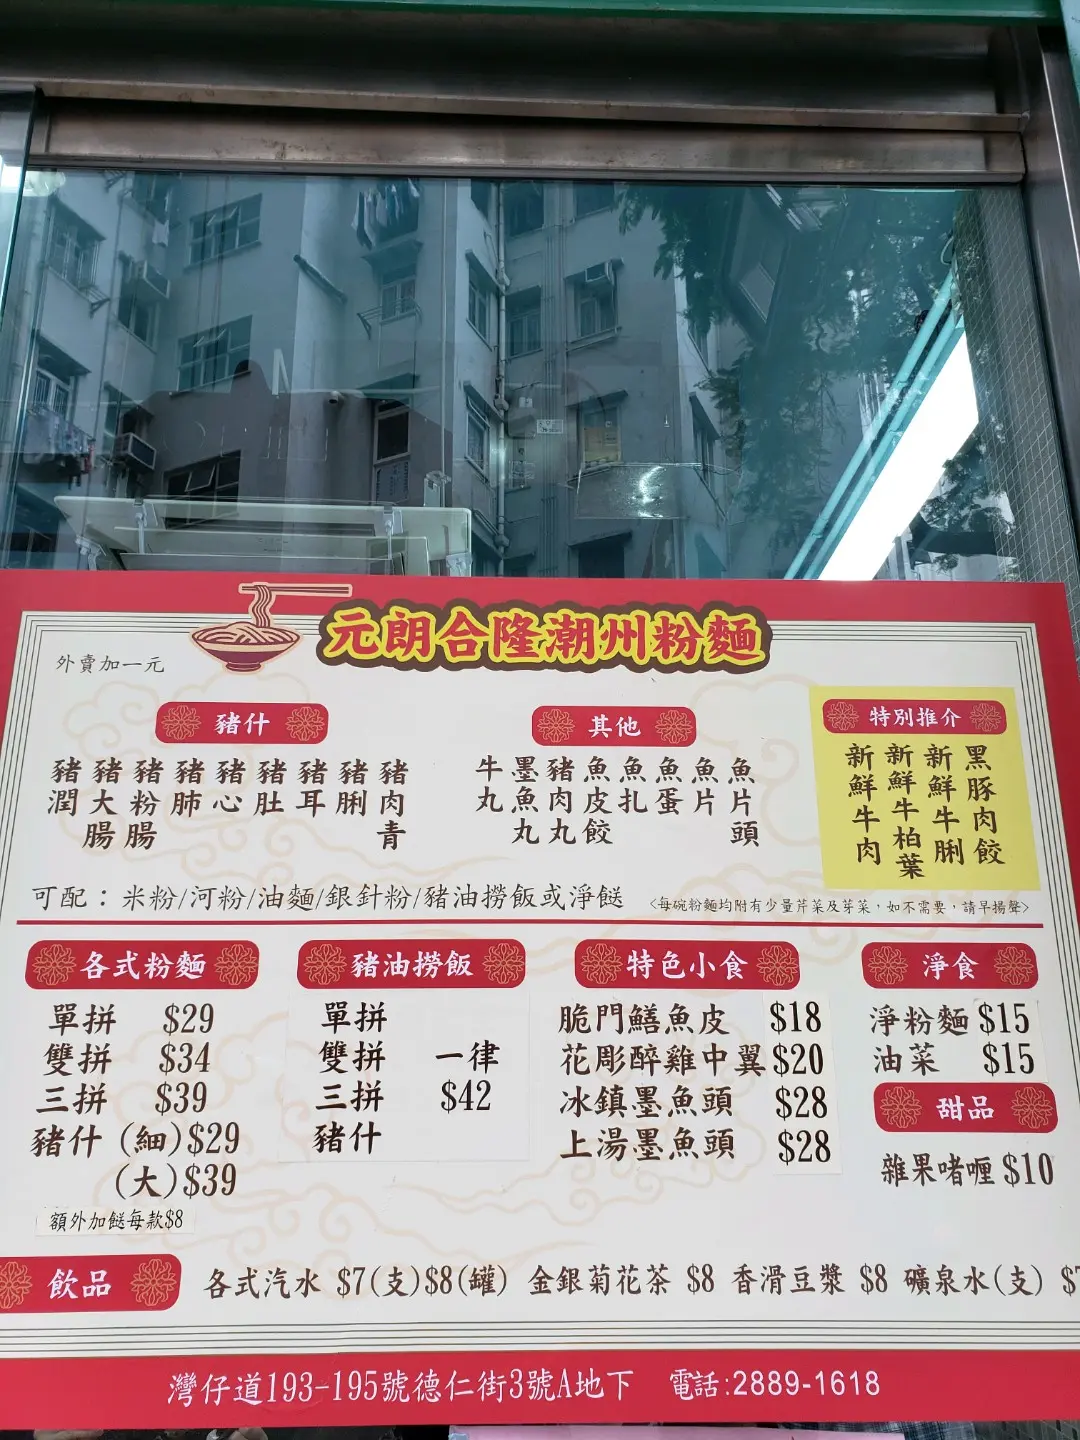 元朗合隆潮州粉麵
外賣加一元
豬什
豬潤
豬大腸
豬粉腸
豬肺
豬心
豬肚
豬耳
豬脷
豬肉青
其他
牛丸
墨魚丸
豬肉丸
魚皮餃
魚扎
魚蛋
魚片
魚片頭
特別推介
新鮮牛肉
新鮮牛柏葉
新鮮牛脷
黑豚肉餃
可配：米粉/河粉/油麵/銀針粉/豬油撈飯或淨餸
<每碗粉麵均附有少量芹菜及芽菜，如不需要，請早揚聲>
各式粉麵
單拼 $29
雙拼 $34
三拼 $39
豬什 (細)$29
(大)$39
額外加餸每款$8
豬油撈飯
單拼
雙拼 一律
三拼 $42
豬什
特色小食
脆門鱔魚皮 $18
花彫醉雞中翼 $20
冰鎮墨魚頭 $28
上湯墨魚頭 $28
淨食
淨粉麵 $15
油菜 $15
甜品
雜果啫喱 $10
飲品
各式汽水 $7(支)$8(罐) 金銀菊花茶 $8 香滑豆漿 $8 礦泉水(支)
灣仔道193-195號德仁街3號A地下 電話:2889-1618